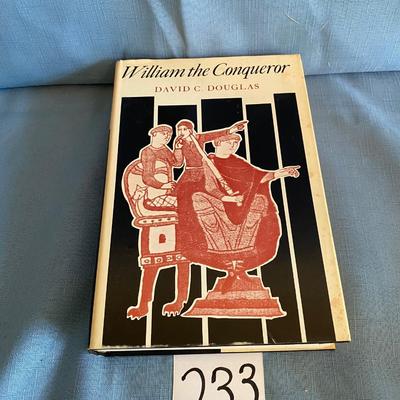 William the Conqueror
DAVID C. DOUGLAS
233